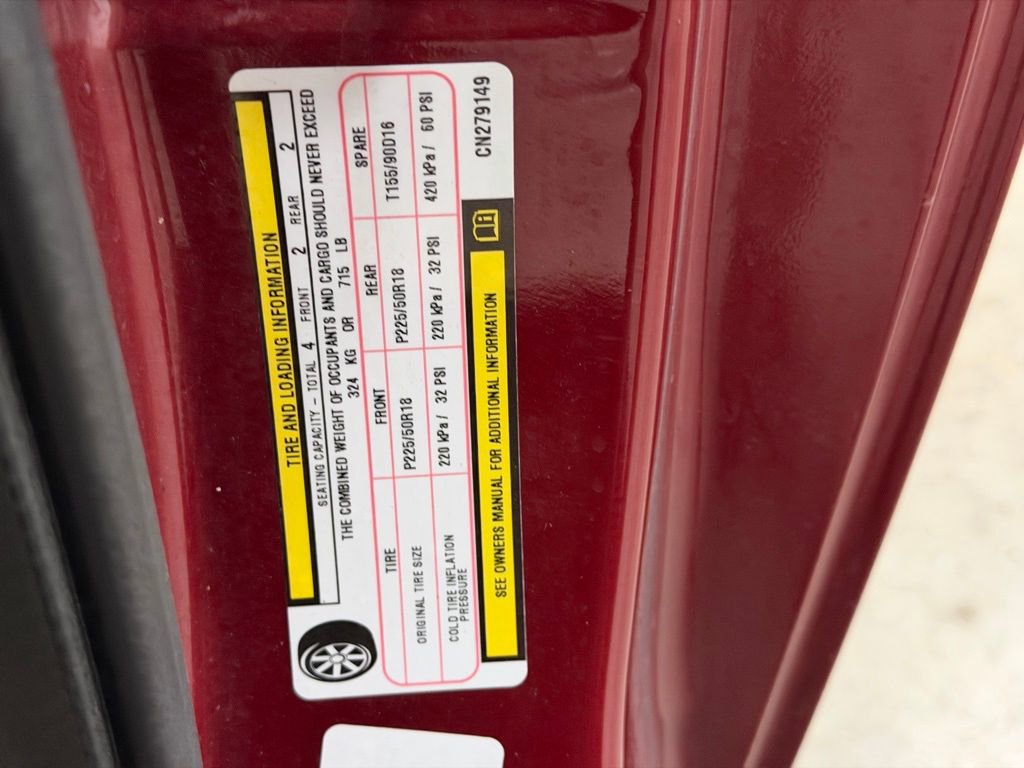 TIRE AND LOADING INFORMATION
SEATING CAPACITY – TOTAL 4 FRONT 2 REAR 2
THE COMBINED WEIGHT OF OCCUPANTS AND CARGO SHOULD NEVER EXCEED
324 KG OR 715 LB
TIRE FRONT REAR SPARE
ORIGINAL TIRE SIZE P225/50R18 P225/50R18 T155/90D16
COLD TIRE INFLATION PRESSURE 220 kPa / 32 PSI 220 kPa / 32 PSI 420 kPa / 60 PSI
SEE OWNERS MANUAL FOR ADDITIONAL INFORMATION
CN279149